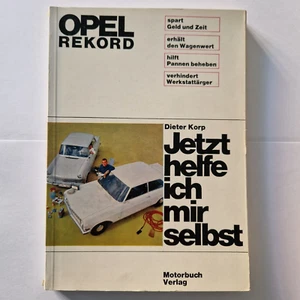 OPEL
REKORD
spart
Geld und Zeit
erhält
den Wagenwert
hilft
Pannen beheben
verhindert
Werkstattärger
Dieter Korp
Jetzt
helfe
ich
mir
selbst
Motorbuch
Verlag